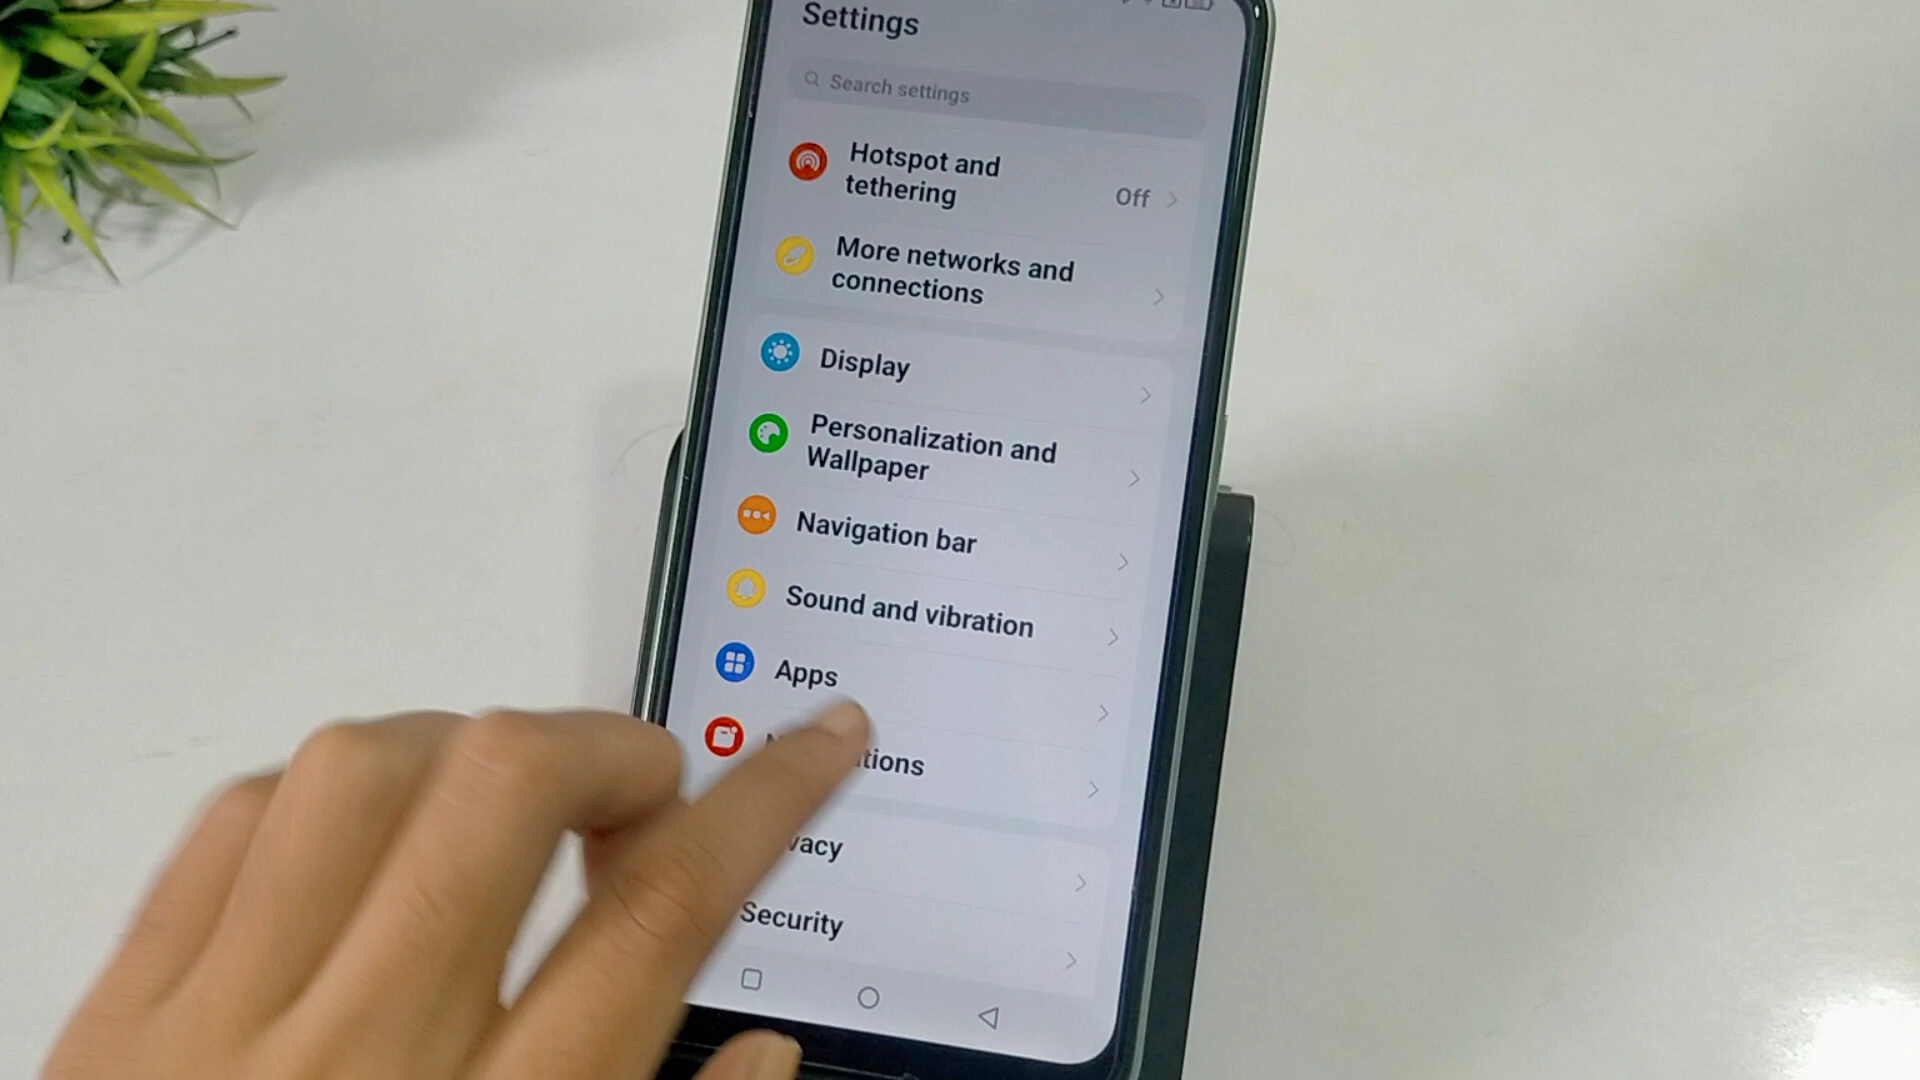 Settings
Search settings
Hotspot and
tethering
Off
More networks and
connections
Display
Personalization and
Wallpaper
Navigation bar
Sound and vibration
Apps
tions
vacy
Security